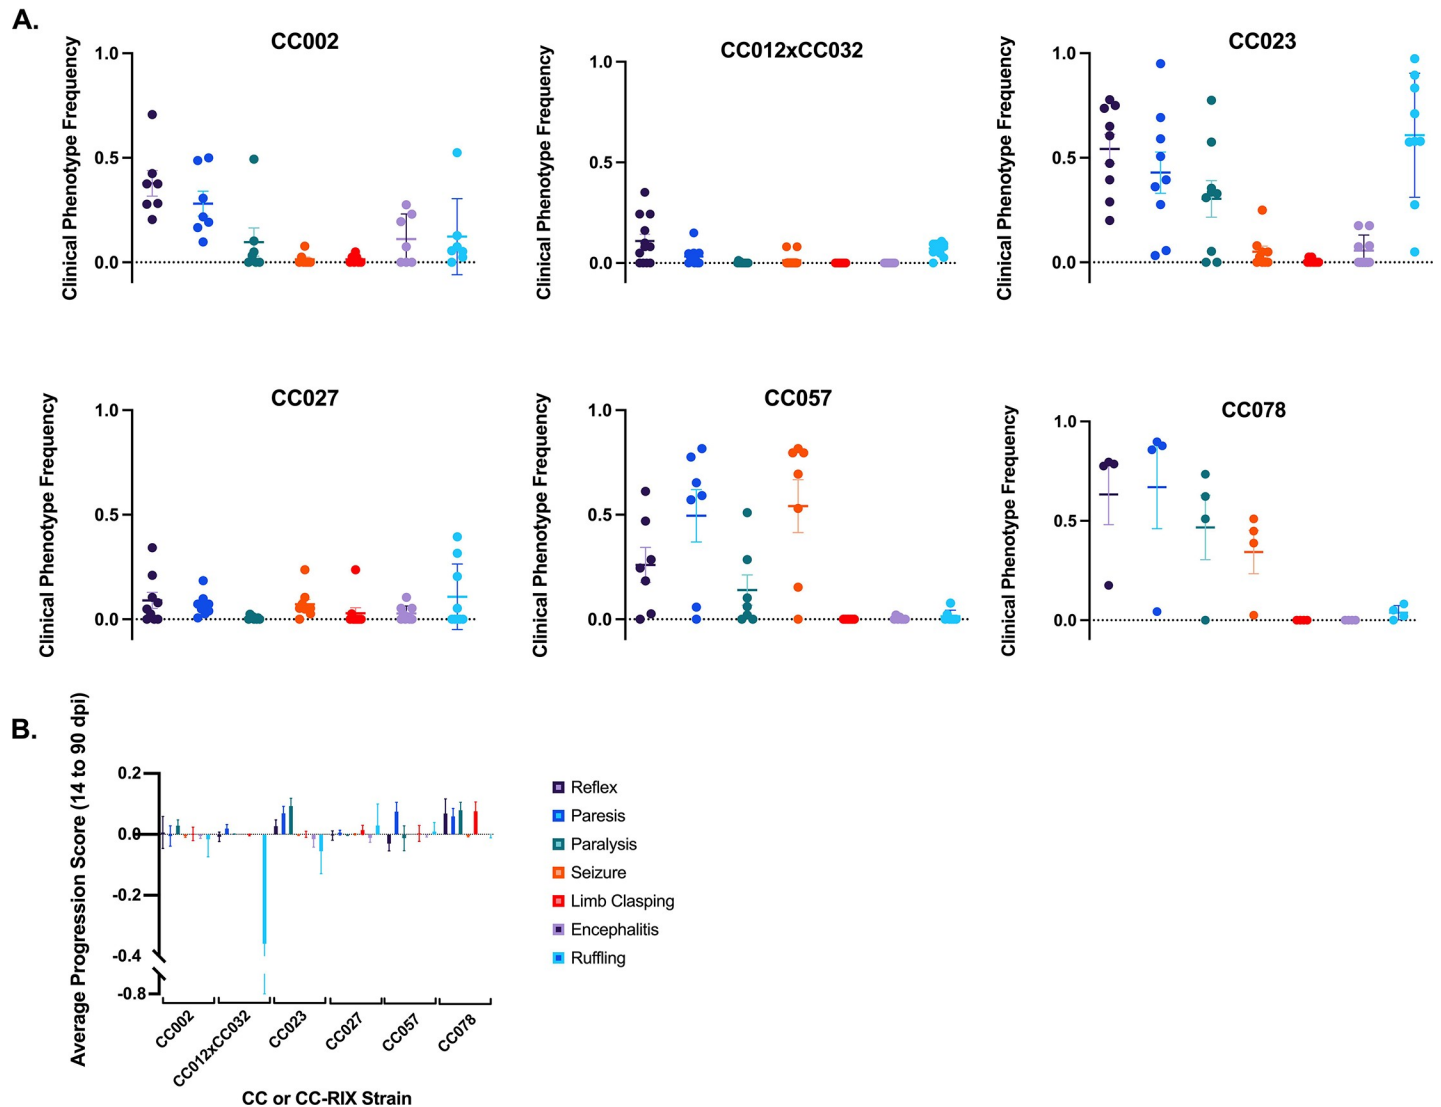 A.
CC002
Clinical Phenotype Frequency
1.0
0.5
0.0
CC012xCC032
Clinical Phenotype Frequency
1.0
0.5
0.0
CC023
Clinical Phenotype Frequency
1.0
0.5
0.0
CC027
Clinical Phenotype Frequency
1.0
0.5
0.0
CC057
Clinical Phenotype Frequency
1.0
0.5
0.0
CC078
Clinical Phenotype Frequency
1.0
0.5
0.0
B.
Average Progression Score (14 to 90 dpi)
0.2
0.0
-0.2
-0.4
-0.8
CC002
CC012xCC032
CC023
CC027
CC057
CC078
CC or CC-RIX Strain
Reflex
Paresis
Paralysis
Seizure
Limb Clasping
Encephalitis
Ruffling